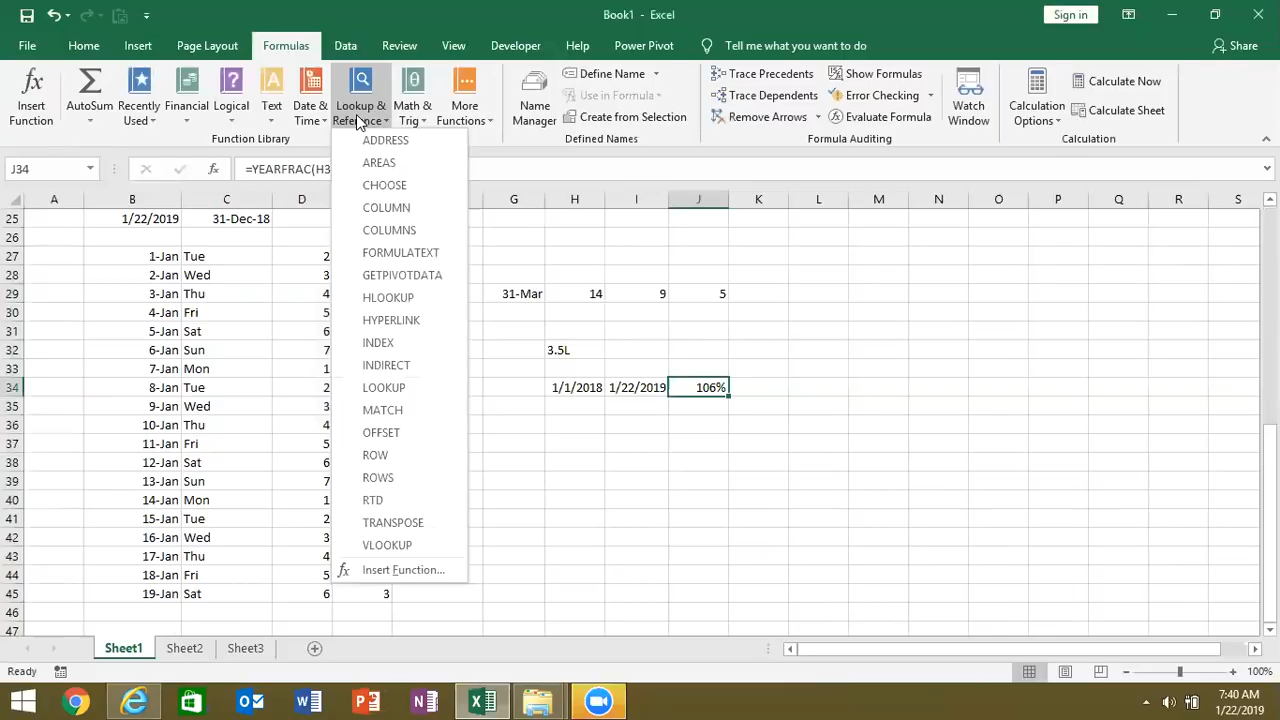 Book1 - Excel
Sign in
File Home Insert Page Layout Formulas Data Review View Developer Help Power Pivot Tell me what you want to do Share
Insert Function
AutoSum
Recently Used
Financial
Logical
Text
Date & Time
Lookup & Reference
Math & Trig
More Functions
Function Library
Name Manager
Define Name
Use in Formula
Create from Selection
Defined Names
Trace Precedents
Trace Dependents
Remove Arrows
Show Formulas
Error Checking
Evaluate Formula
Watch Window
Formula Auditing
Calculation Options
Calculate Now
Calculate Sheet
Calculation
J34 fx =YEARFRAC(H3
ADDRESS
AREAS
CHOOSE
COLUMN
COLUMNS
FORMULATEXT
GETPIVOTDATA
HLOOKUP
HYPERLINK
INDEX
INDIRECT
LOOKUP
MATCH
OFFSET
ROW
ROWS
RTD
TRANSPOSE
VLOOKUP
fx Insert Function...
A B C D G H I J K L M N O P Q R S
25 1/22/2019 31-Dec-18
26
27 1-Jan Tue 2
28 2-Jan Wed 3
29 3-Jan Thu 4 31-Mar 14 9 5
30 4-Jan Fri 5
31 5-Jan Sat 6
32 6-Jan Sun 7 3.5L
33 7-Jan Mon 1
34 8-Jan Tue 2 1/1/2018 1/22/2019 106%
35 9-Jan Wed 3
36 10-Jan Thu 4
37 11-Jan Fri 5
38 12-Jan Sat 6
39 13-Jan Sun 7
40 14-Jan Mon 1
41 15-Jan Tue 2
42 16-Jan Wed 3
43 17-Jan Thu 4
44 18-Jan Fri 5
45 19-Jan Sat 6 3
46
47
Sheet1 Sheet2 Sheet3
Ready 100%
7:40 AM
1/22/2019